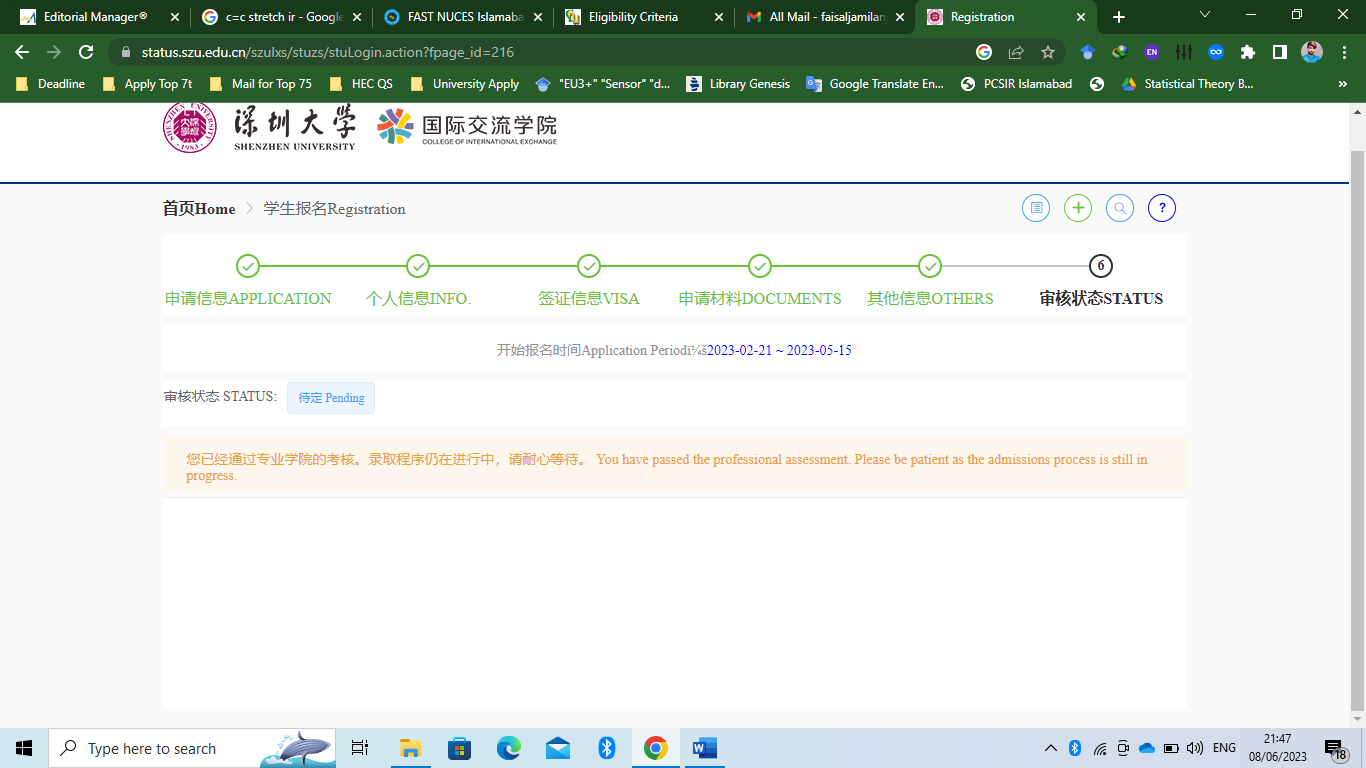 Editorial Manager®
c=c stretch ir - Google
FAST NUCES Islamaba
Eligibility Criteria
All Mail - faisaljamilan
Registration
status.szu.edu.cn/szulxs/stuzs/stuLogin.action?fpage_id=216
EN
Deadline
Apply Top 7t
Mail for Top 75
HEC QS
University Apply
"EU3+" "Sensor" "d...
Library Genesis
Google Translate En...
PCSIR Islamabad
Statistical Theory B...
»
深圳大学
SHENZHEN UNIVERSITY
国际交流学院
COLLEGE OF INTERNATIONAL EXCHANGE
首页Home
学生报名Registration
?
6
申请信息APPLICATION
个人信息INFO.
签证信息VISA
申请材料DOCUMENTS
其他信息OTHERS
审核状态STATUS
开始报名时间Application Periodï¼š2023-02-21 ~ 2023-05-15
审核状态 STATUS:
待定 Pending
您已经通过专业学院的考核。录取程序仍在进行中，请耐心等待。 You have passed the professional assessment. Please be patient as the admissions process is still in
progress.
Type here to search
ENG
21:47
08/06/2023
18